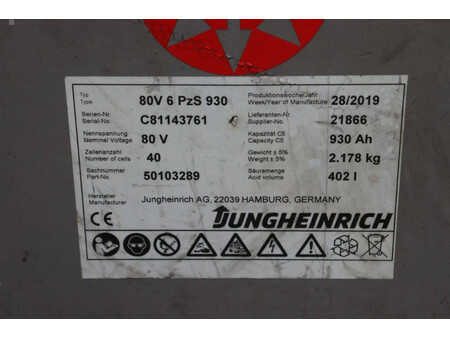 Typ
Type 80V 6 PzS 930 Produktionswoche/Jahr
Week/Year of Manufact. 28/2019
Serien-Nr
Serial-No. C81143761 Lieferanten-Nr.
Supplier-No. 21866
Nennspannung
Nominal Voltage 80 V Kapazität C5
Capacity C5 930 Ah
Zellenanzahl
Number of cells 40 Gewicht ± 5%
Weight ± 5% 2.178 kg
Sachnummer
Part-No. 50103289 Säuremenge
Acid volume 402 l
Hersteller
Manufacturer Jungheinrich AG, 22039 HAMBURG, GERMANY
CE JUNGHEINRICH